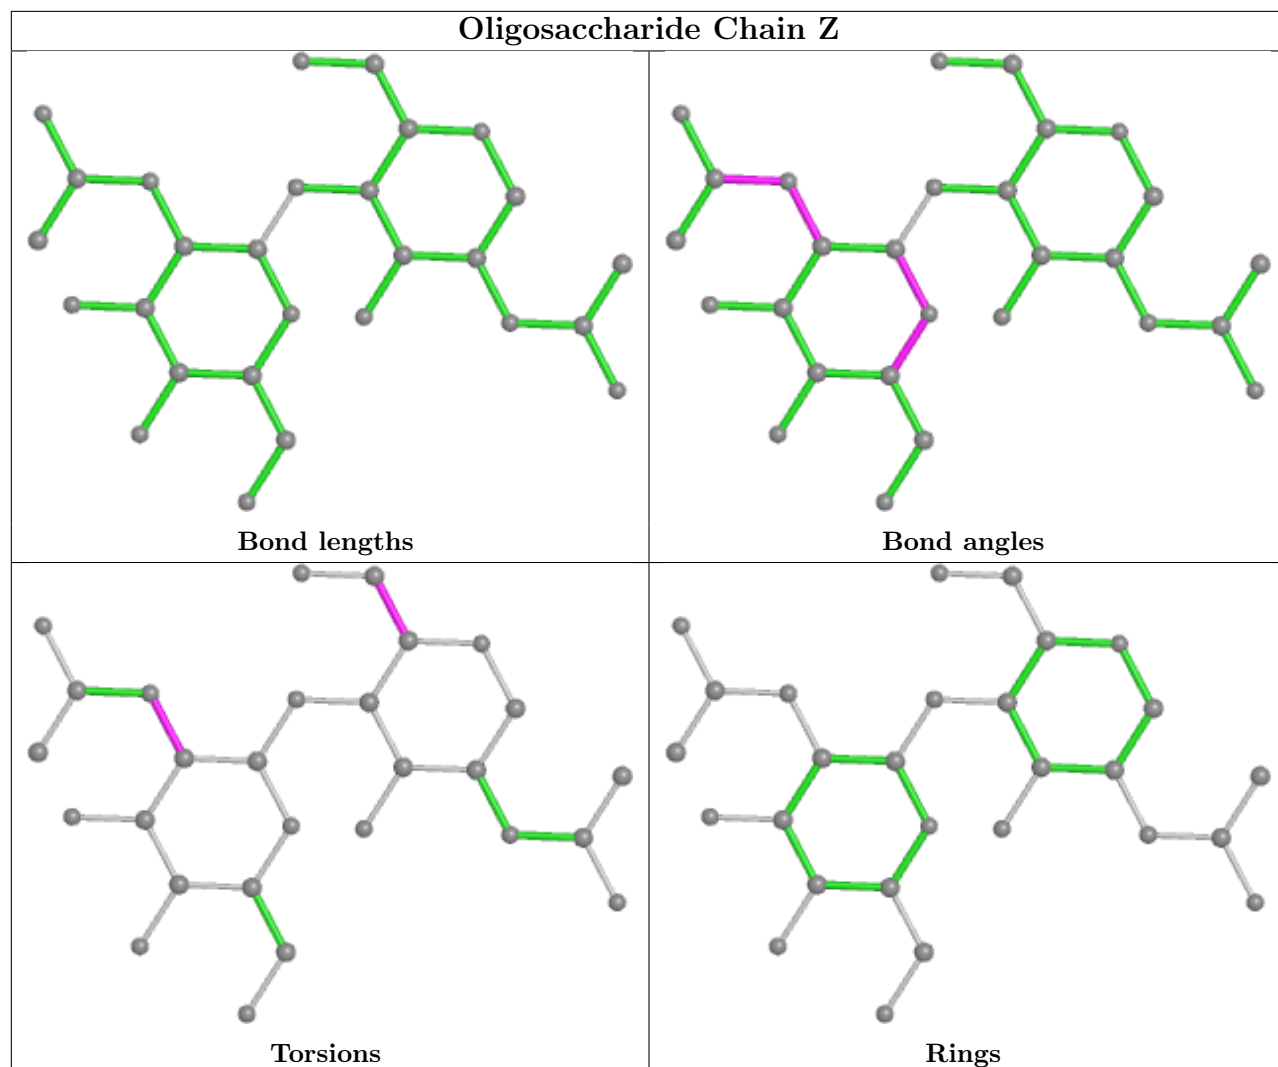 Oligosaccharide Chain Z
Bond lengths
Bond angles
Torsions
Rings